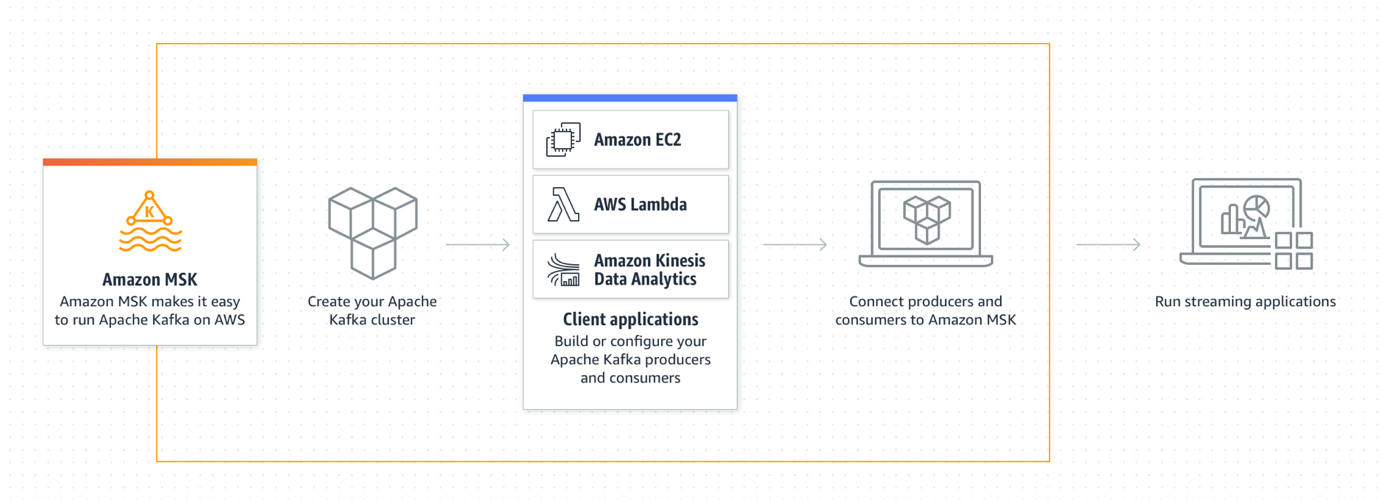 K
Amazon MSK
Amazon MSK makes it easy
to run Apache Kafka on AWS
Create your Apache
Kafka cluster
Amazon EC2
AWS Lambda
Amazon Kinesis
Data Analytics
Client applications
Build or configure your
Apache Kafka producers
and consumers
Connect producers and
consumers to Amazon MSK
Run streaming applications